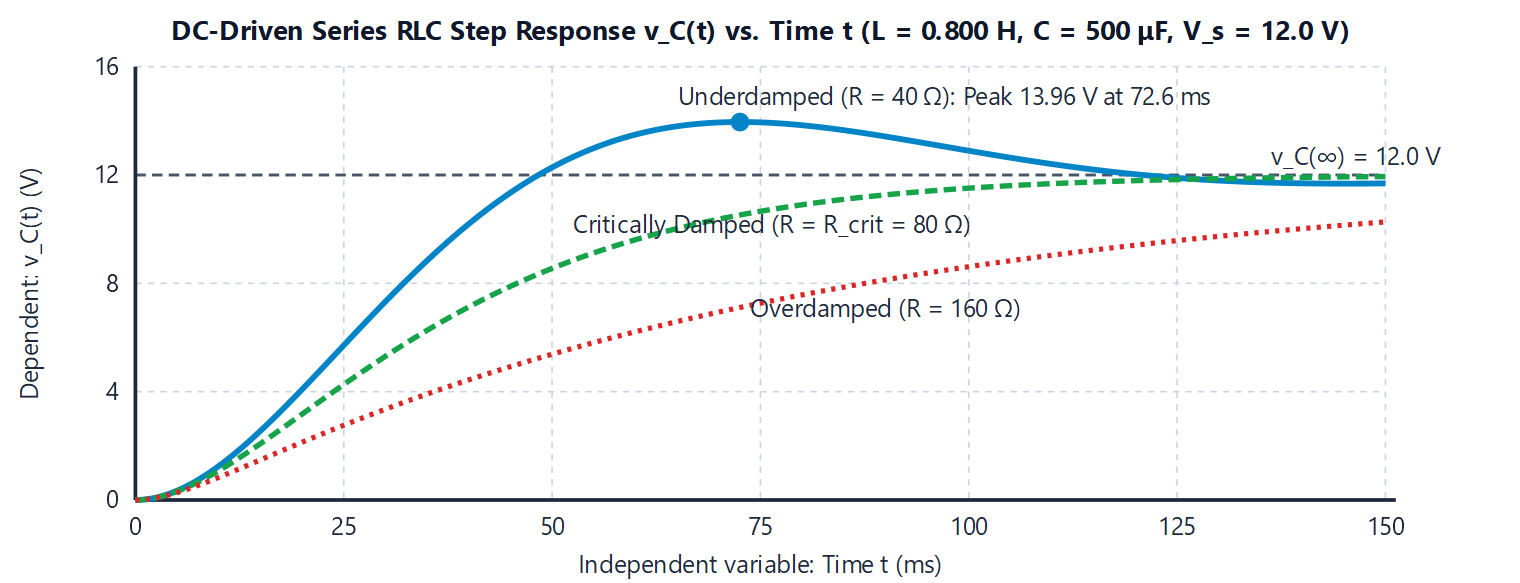 DC-Driven Series RLC Step Response v_C(t) vs. Time t (L = 0.800 H, C = 500 µF, V_s = 12.0 V)
16
Underdamped (R = 40 Ω): Peak 13.96 V at 72.6 ms
v_C(∞) = 12.0 V
12
Critically Damped (R = R_crit = 80 Ω)
8
Overdamped (R = 160 Ω)
4
0
Dependent: v_C(t) (V)
0 25 50 75 100 125 150
Independent variable: Time t (ms)